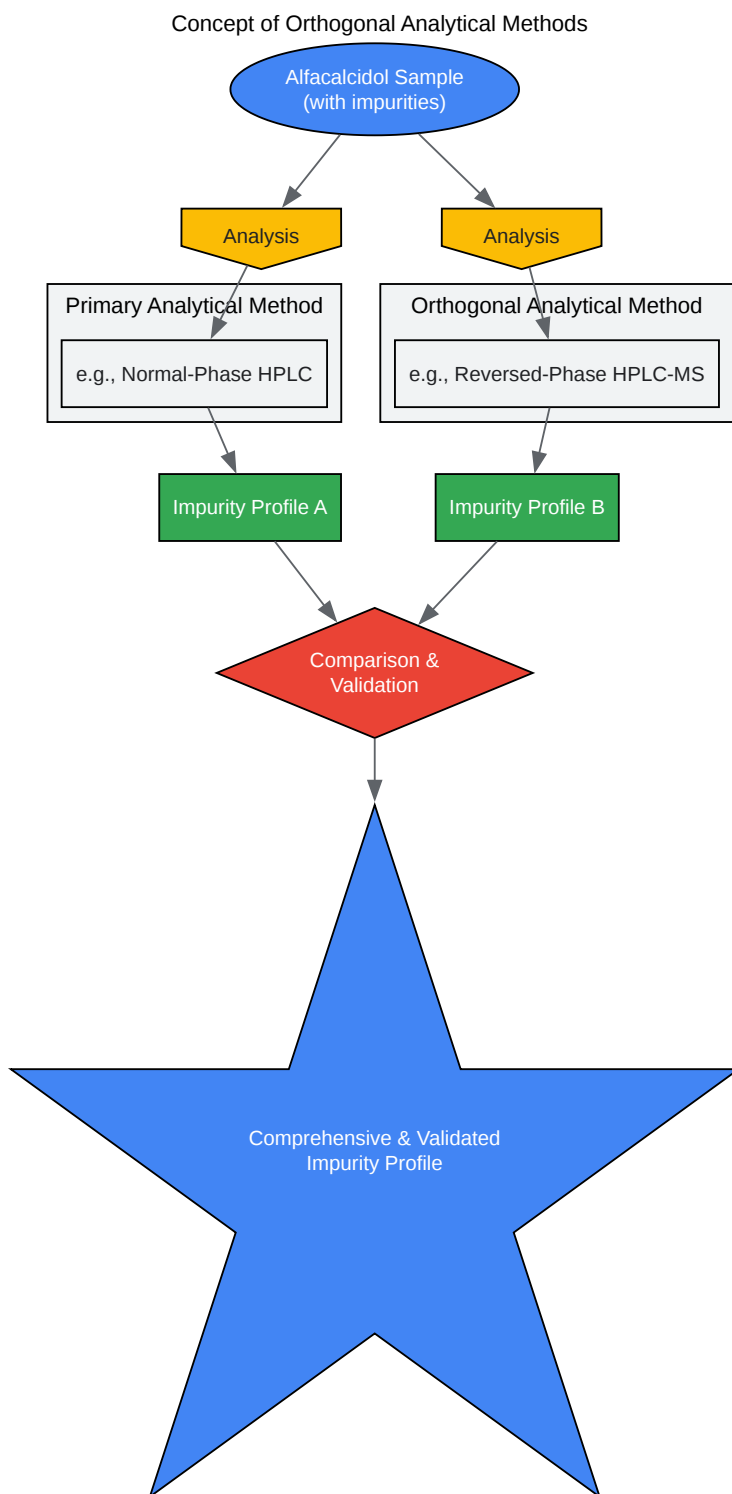 Concept of Orthogonal Analytical Methods
Alfacalcidol Sample
(with impurities)
Analysis
Analysis
Primary Analytical Method
Orthogonal Analytical Method
e.g., Normal-Phase HPLC
e.g., Reversed-Phase HPLC-MS
Impurity Profile A
Impurity Profile B
Comparison &
Validation
Comprehensive & Validated
Impurity Profile